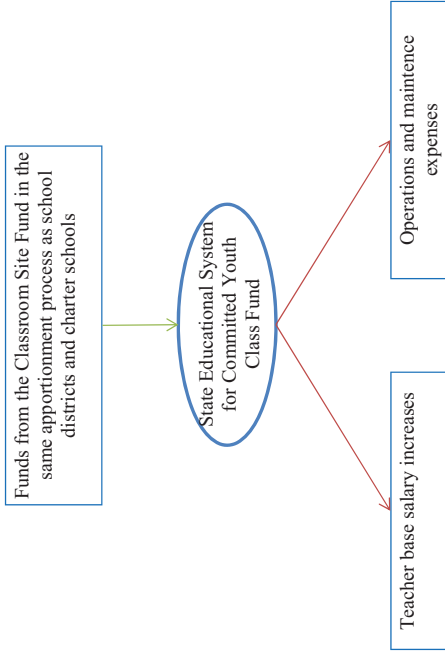 Funds from the Classroom Site Fund in the
same apportionment process as school
districts and charter schools
State Educational System
for Committed Youth
Class Fund
Teacher base salary increases
Operations and maintence
expenses